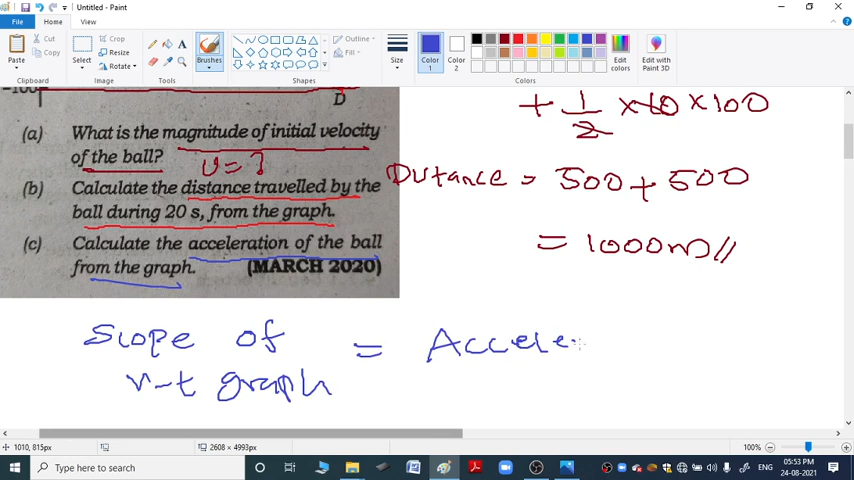 Untitled - Paint
File
Home
View
Paste
Cut
Copy
Clipboard
Select
Crop
Resize
Rotate
Image
Tools
Brushes
Outline
Fill
Shapes
Size
Color 1
Color 2
Colors
Edit colors
Edit with Paint 3D
-100
D
+ 1/2 × 10 × 100
(a) What is the magnitude of initial velocity
of the ball? u = ?
(b) Calculate the distance travelled by the
ball during 20 s, from the graph.
(c) Calculate the acceleration of the ball
from the graph. (MARCH 2020)
Distance = 500 + 500
= 1000m//
Slope of
v-t graph
= Accele
1010, 815px
2608 × 4993px
100%
Type here to search
ENG
05:53 PM
24-08-2021